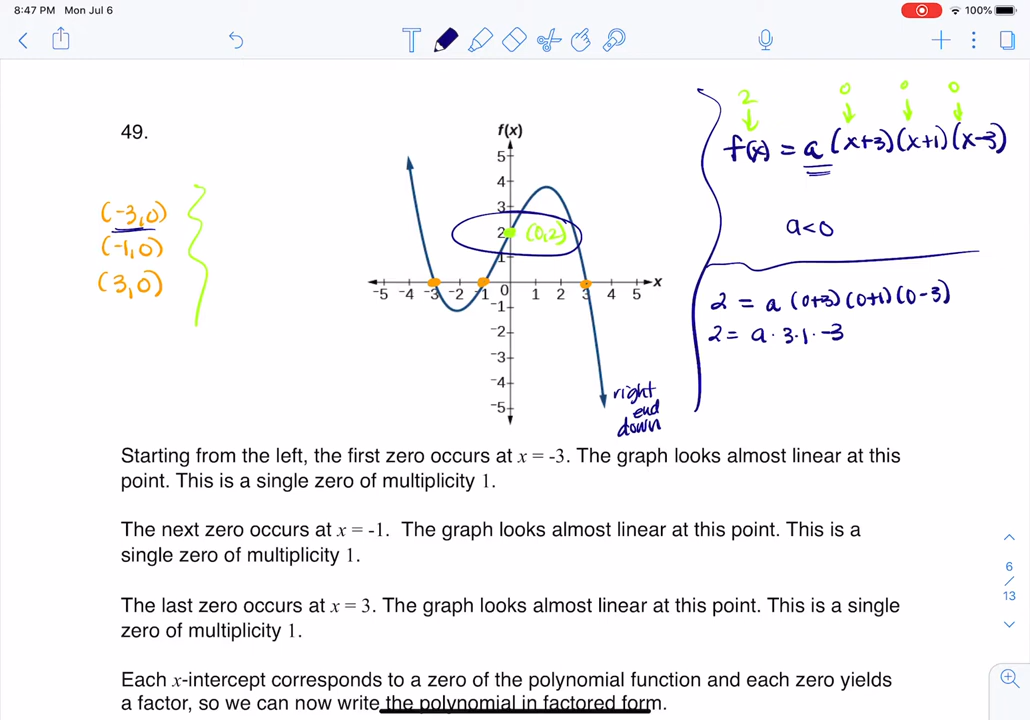 8:47 PM Mon Jul 6
100%
T
49.
f(x)
x
5
4
3
2
1
0
-5 -4 -3 -2 -1 0 1 2 3 4 5
-1
-2
-3
-4
-5
(-3,0)
(-1,0)
(3,0)
(0,2)
right
end
down
2 0 0 0
f(x) = a (x+3)(x+1)(x-3)
a<0
2 = a (0+3)(0+1)(0-3)
2 = a · 3·1· -3
Starting from the left, the first zero occurs at x = -3. The graph looks almost linear at this
point. This is a single zero of multiplicity 1.
The next zero occurs at x = -1. The graph looks almost linear at this point. This is a
single zero of multiplicity 1.
The last zero occurs at x = 3. The graph looks almost linear at this point. This is a single
zero of multiplicity 1.
Each x-intercept corresponds to a zero of the polynomial function and each zero yields
a factor, so we can now write the polynomial in factored form.
6
/
13